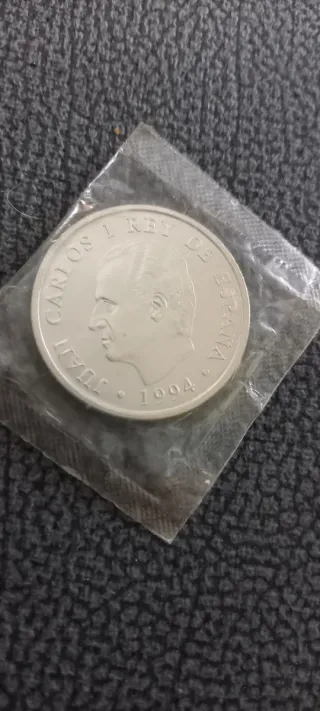 JUAN CARLOS I REY DE ESPAÑA
• 1994 •